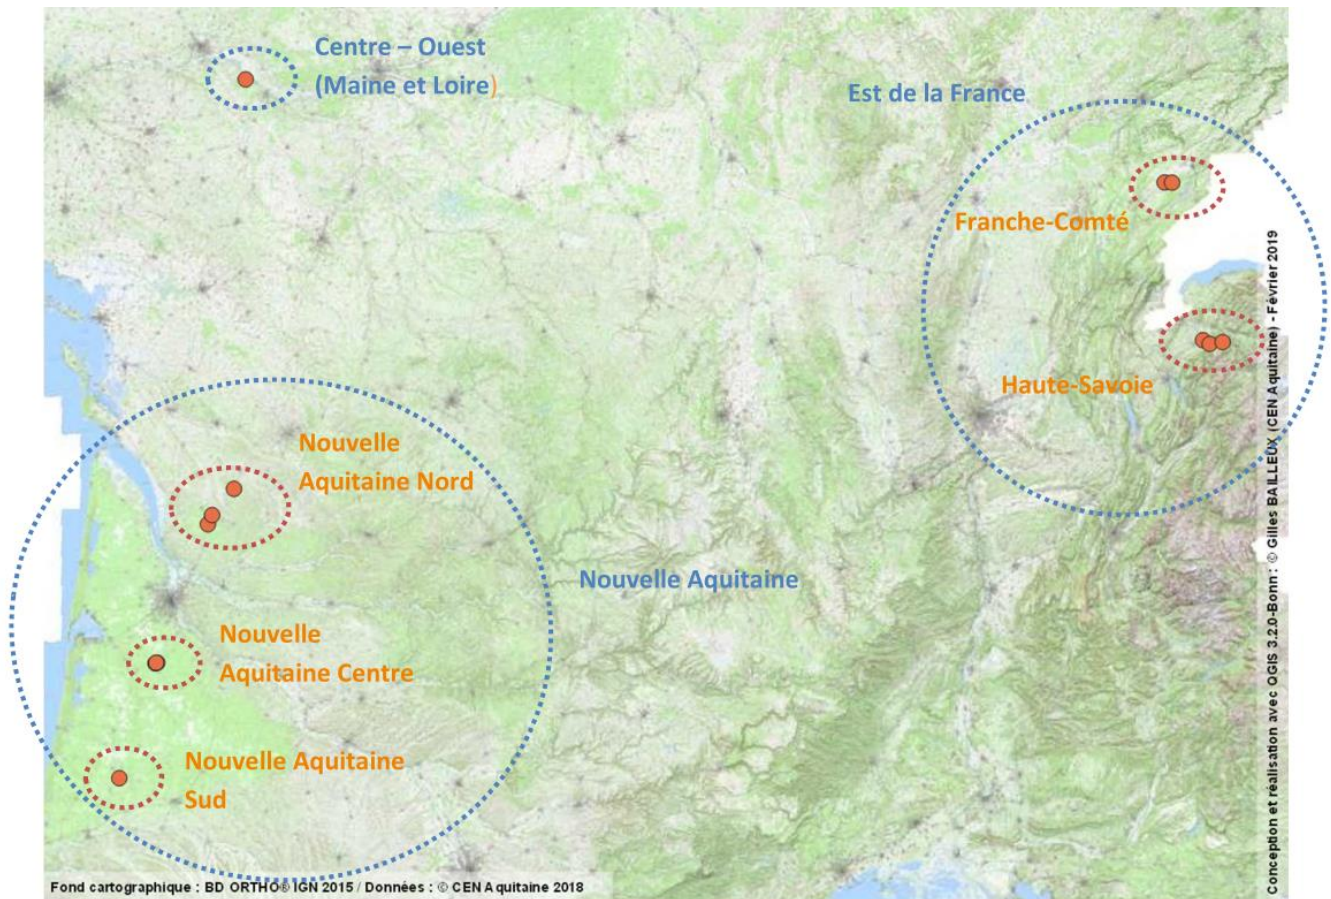 Centre – Ouest
(Maine et Loire)
Est de la France
Franche-Comté
Haute-Savoie
Nouvelle
Aquitaine Nord
Nouvelle Aquitaine
Nouvelle
Aquitaine Centre
Nouvelle Aquitaine
Sud
Fond cartographique : BD ORTHO® IGN 2015 / Données : © CEN Aquitaine 2018
Conception et réalisation avec QGIS 3.2.0-Bonn : © Gilles BAILLEUX (CEN Aquitaine) - Février 2019